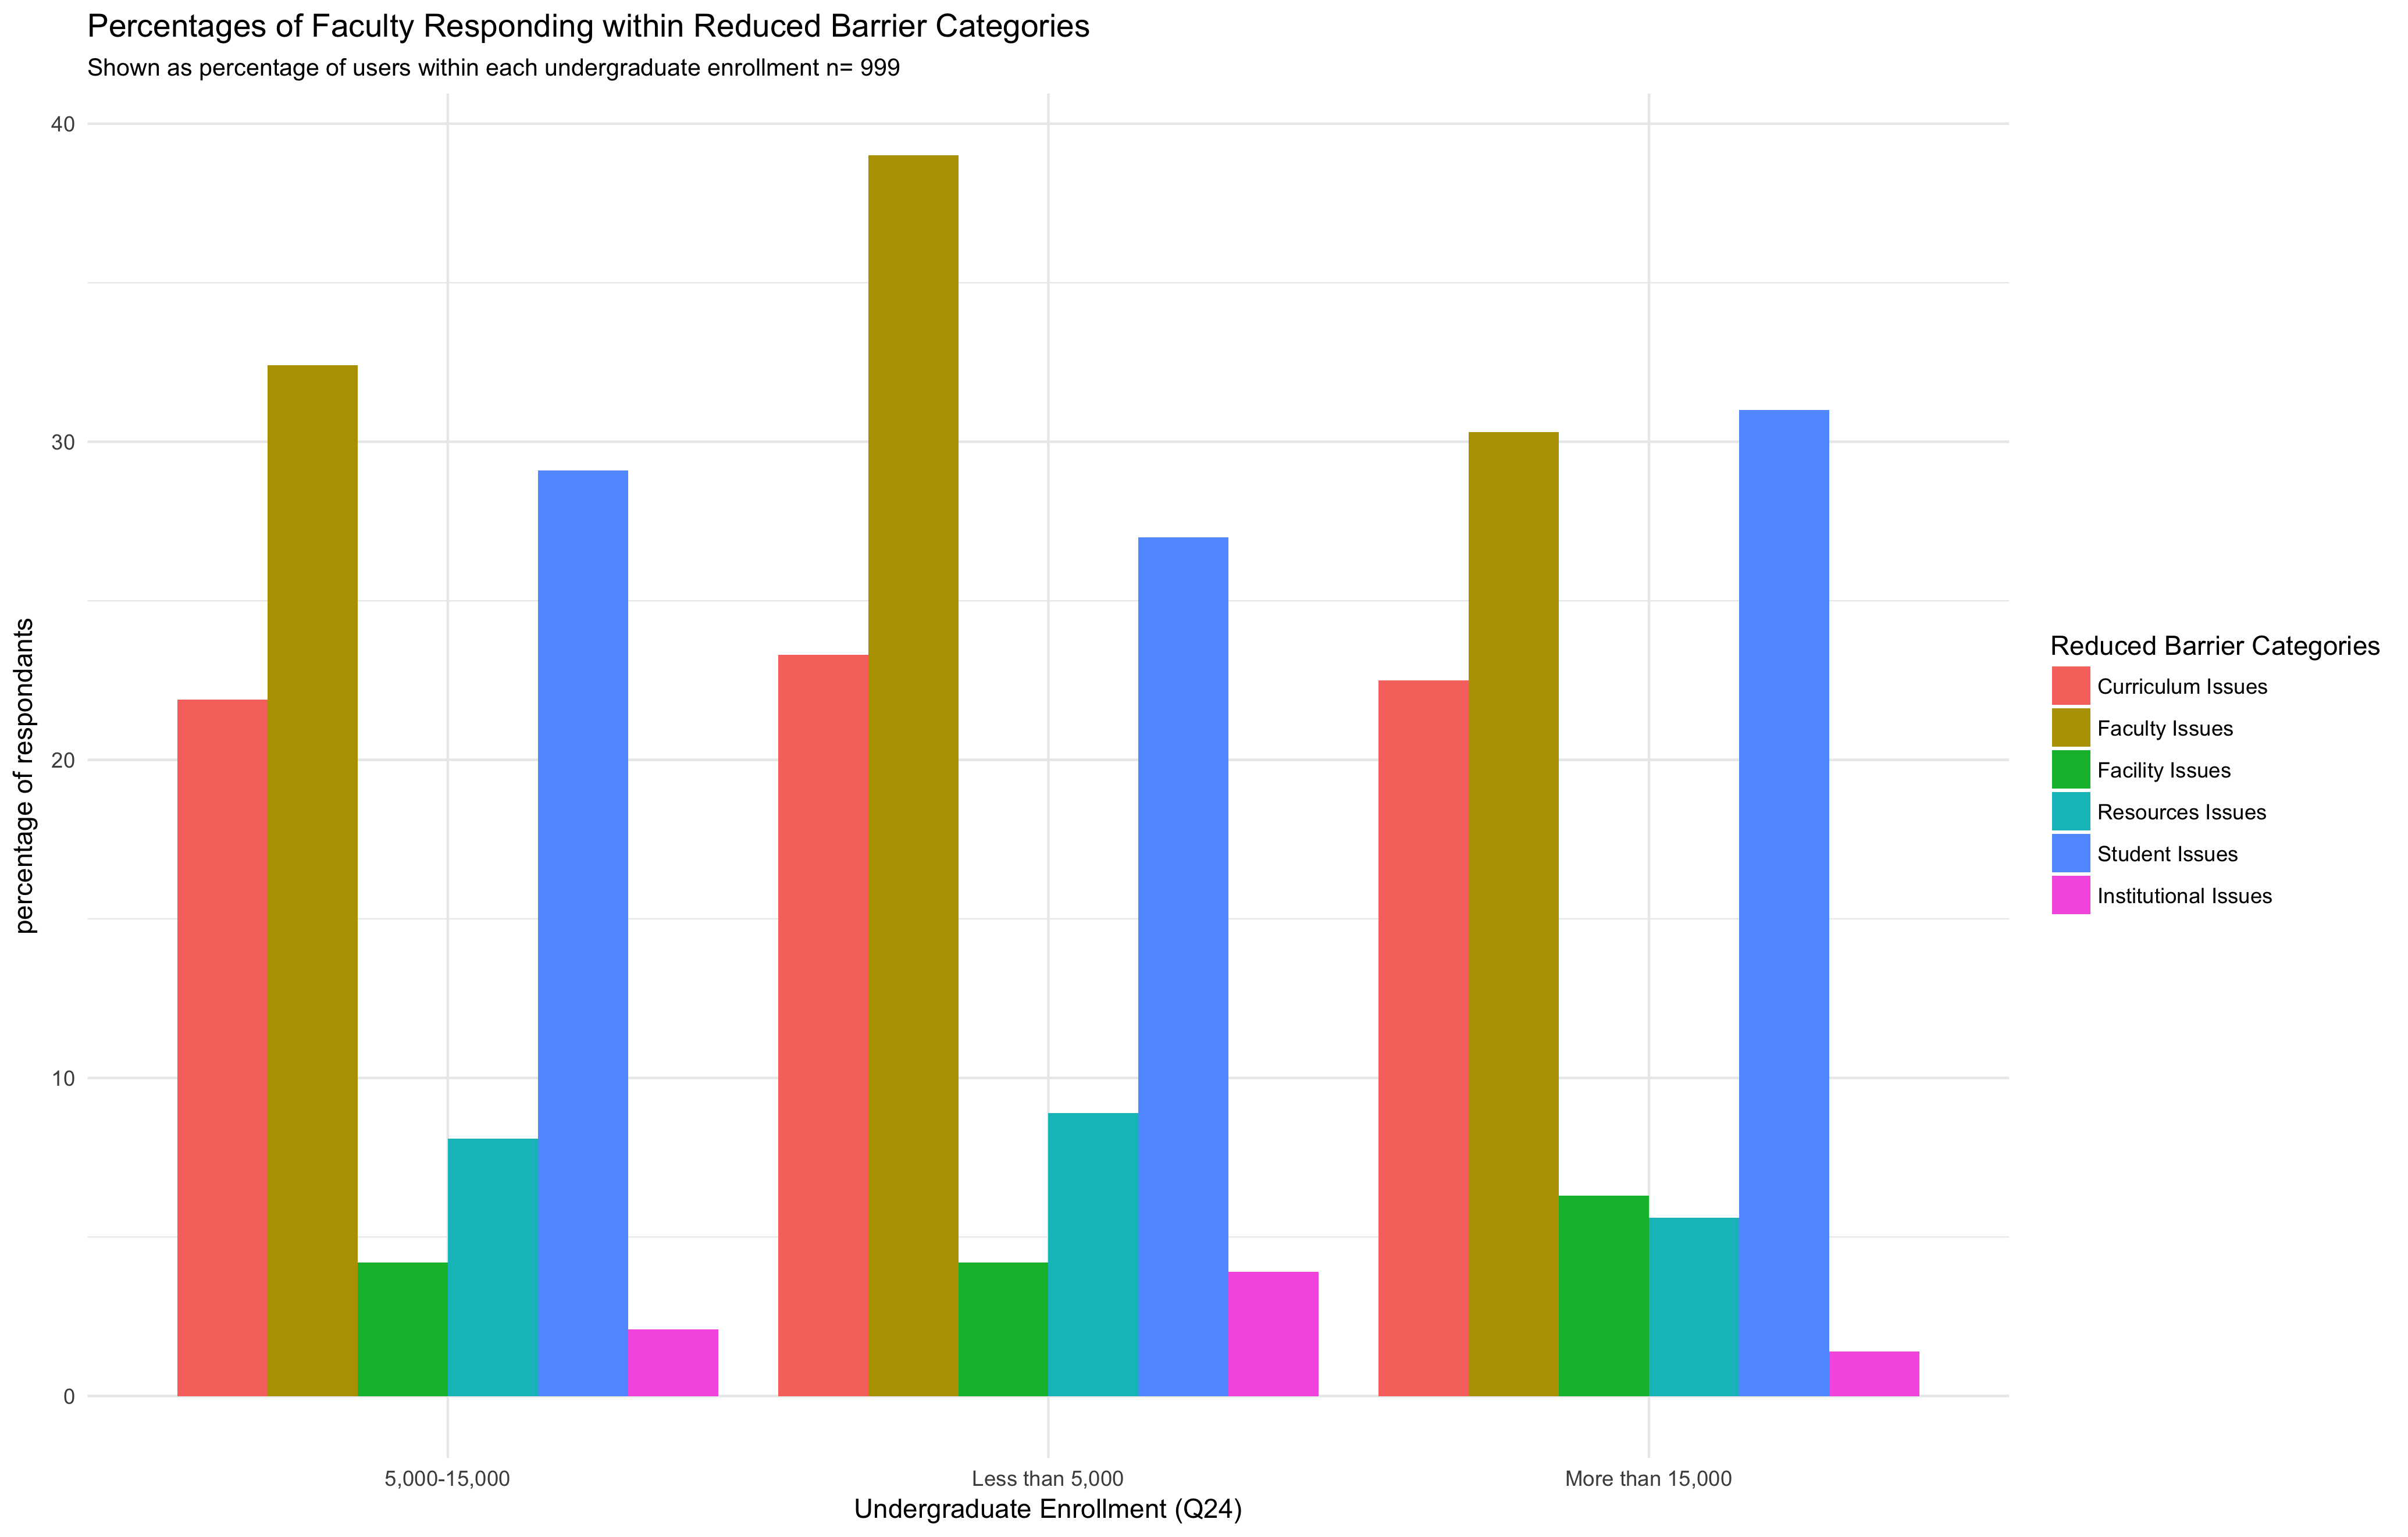 Percentages of Faculty Responding within Reduced Barrier Categories
Shown as percentage of users within each undergraduate enrollment n= 999
percentage of respondants
40
30
20
10
0
5,000-15,000
Less than 5,000
More than 15,000
Undergraduate Enrollment (Q24)
Reduced Barrier Categories
Curriculum Issues
Faculty Issues
Facility Issues
Resources Issues
Student Issues
Institutional Issues